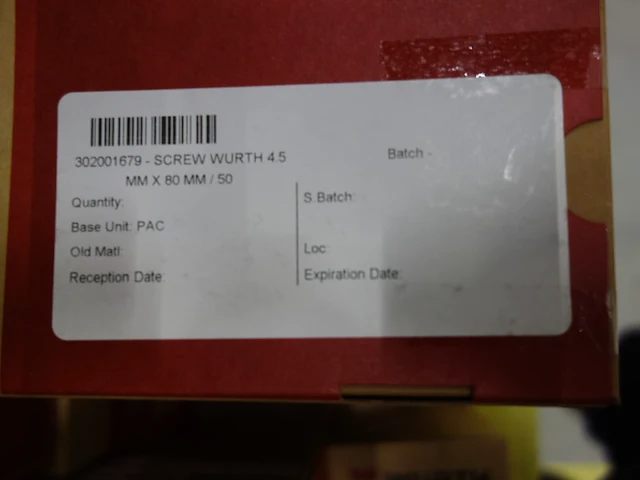 302001679 - SCREW WURTH 4.5
MM X 80 MM / 50
Batch -
Quantity:
Base Unit: PAC
Old Matl:
Reception Date:
S.Batch:
Loc:
Expiration Date: